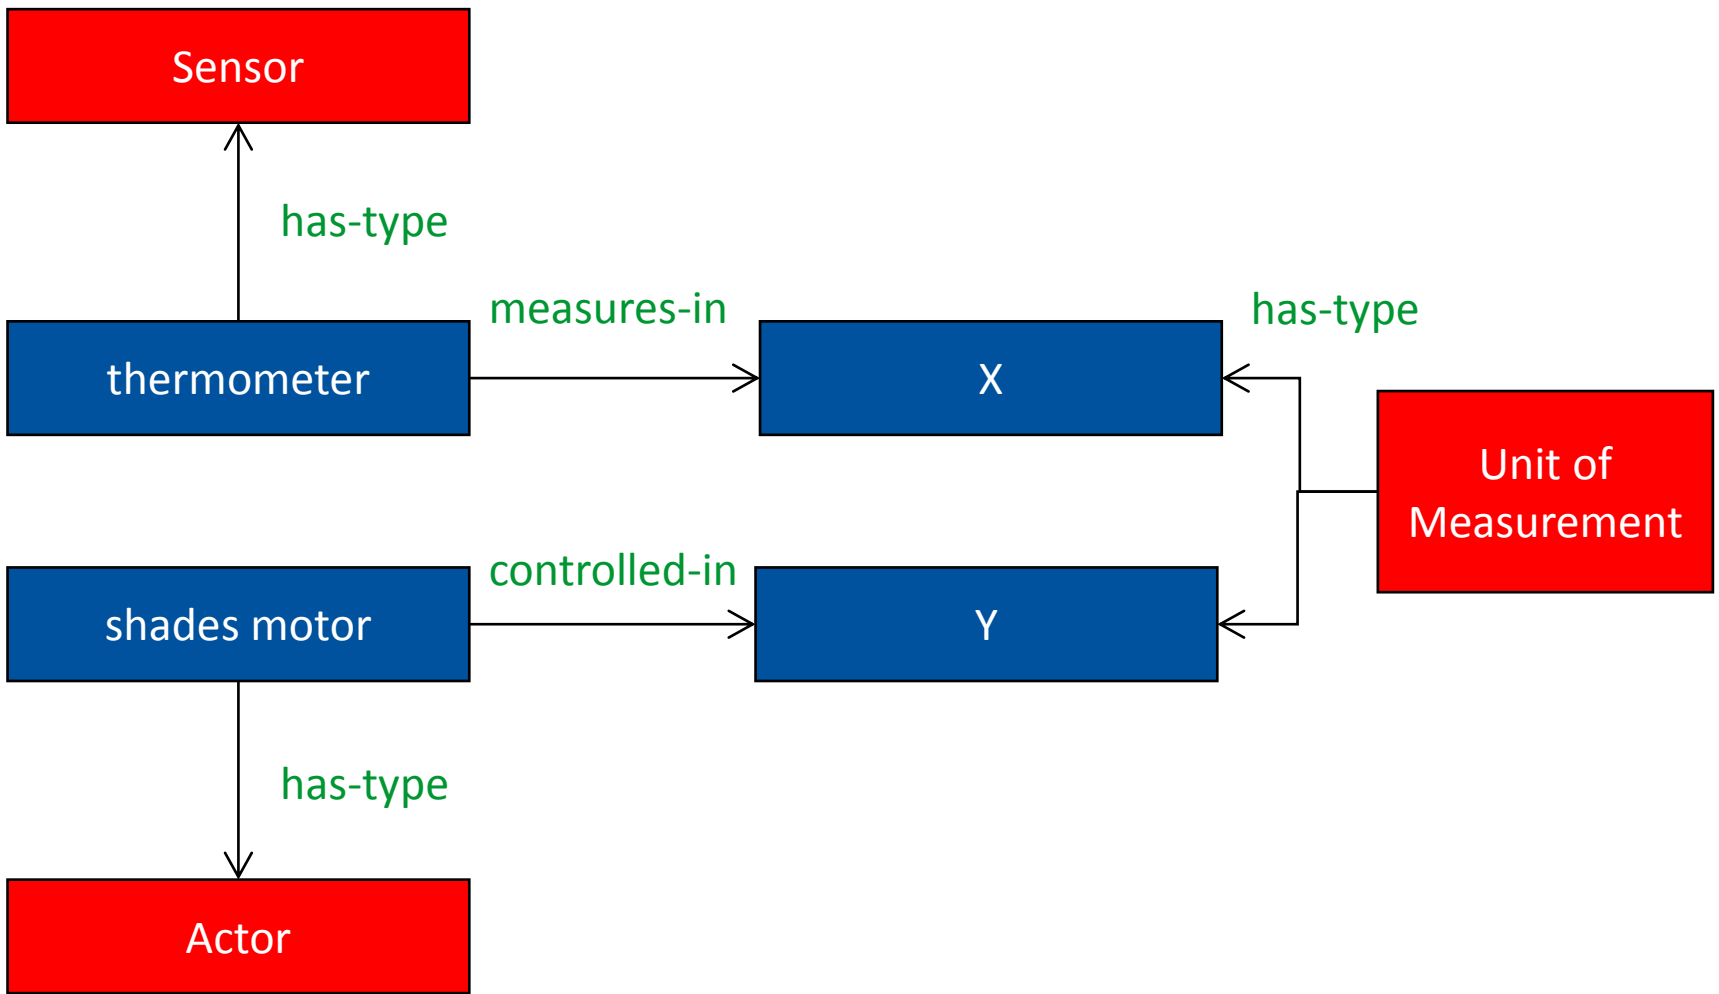 Sensor
has-type
measures-in
has-type
thermometer
X
Unit of
Measurement
controlled-in
shades motor
Y
has-type
Actor